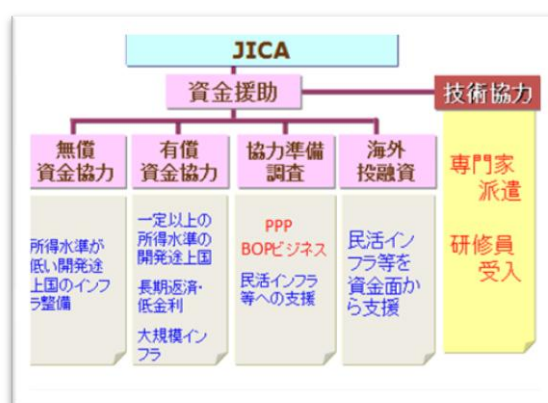 JICA
資金援助
技術協力
無償
資金協力
有償
資金協力
協力準備
調査
海外
投融資
所得水準が
低い開発途
上国のインフ
ラ整備
一定以上の
所得水準の
開発途上国
長期返済・
低金利
大規模イン
フラ
PPP
BOPビジネス
民活インフラ
等への支援
民活イン
フラ等を
資金面か
ら支援
専門家
派遣
研修員
受入